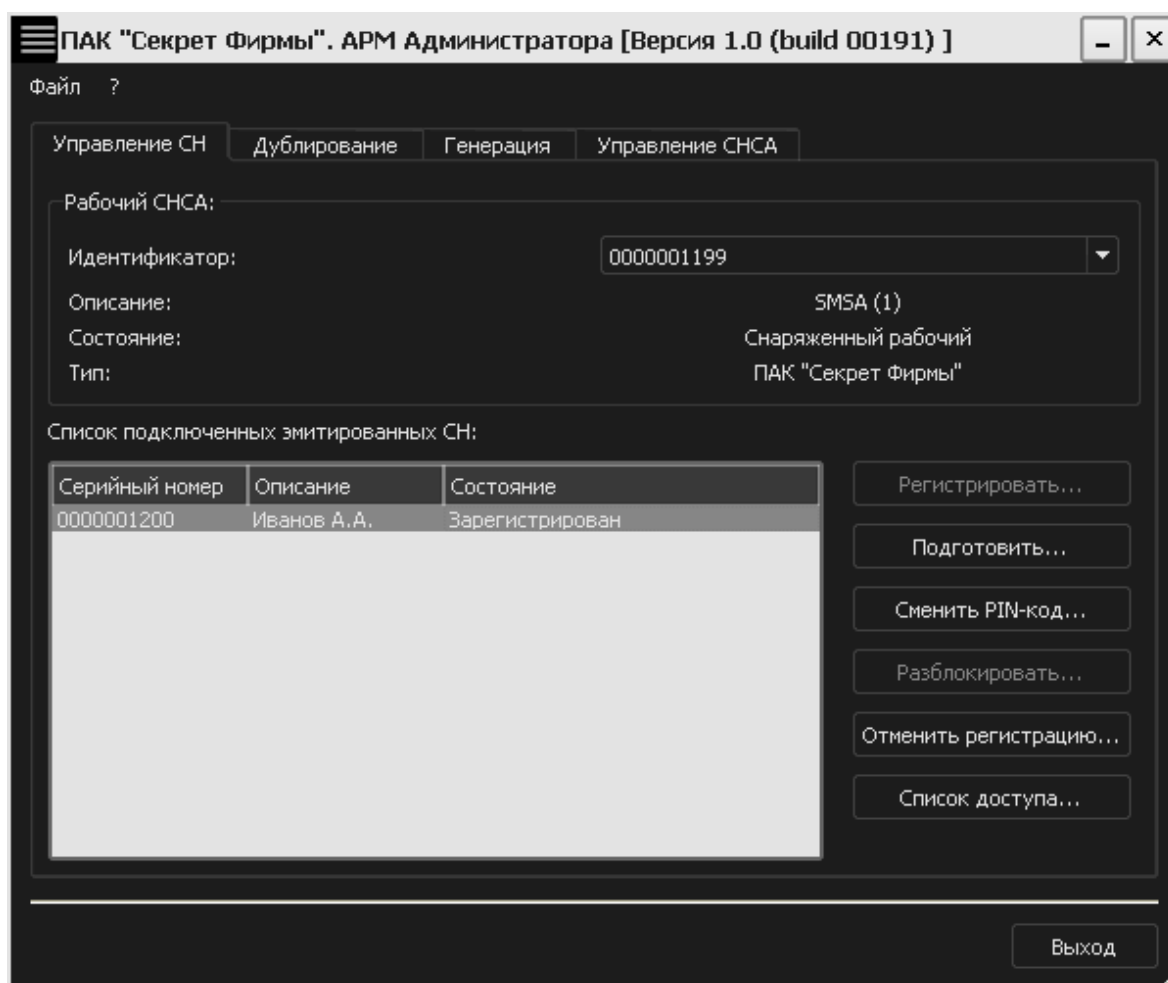 ПАК "Секрет Фирмы". АРМ Администратора [Версия 1.0 (build 00191) ]
Файл ?
Управление СН Дублирование Генерация Управление СНСА
Рабочий СНСА:
Идентификатор: 0000001199
Описание: SMSA (1)
Состояние: Снаряженный рабочий
Тип: ПАК "Секрет Фирмы"
Список подключенных эмитированных СН:
Серийный номер Описание Состояние
0000001200 Иванов А.А. Зарегистрирован
Регистрировать...
Подготовить...
Сменить PIN-код...
Разблокировать...
Отменить регистрацию...
Список доступа...
Выход